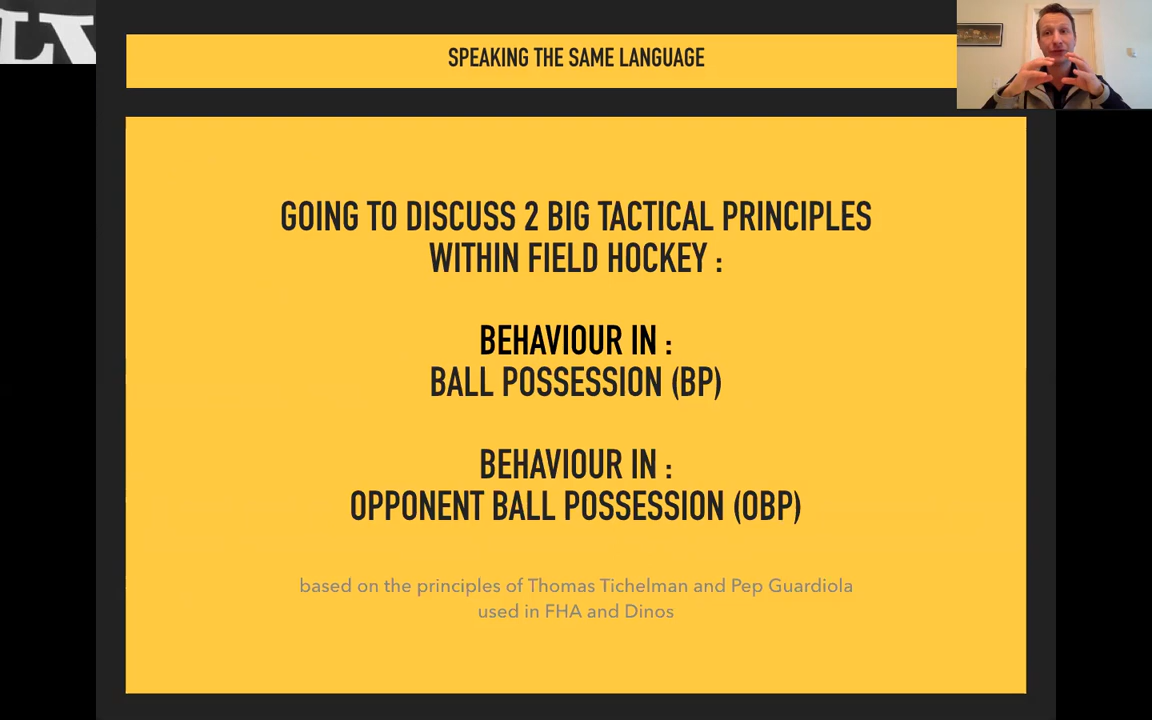 SPEAKING THE SAME LANGUAGE
GOING TO DISCUSS 2 BIG TACTICAL PRINCIPLES
WITHIN FIELD HOCKEY :
BEHAVIOUR IN :
BALL POSSESSION (BP)
BEHAVIOUR IN :
OPPONENT BALL POSSESSION (OBP)
based on the principles of Thomas Tichelman and Pep Guardiola
used in FHA and Dinos